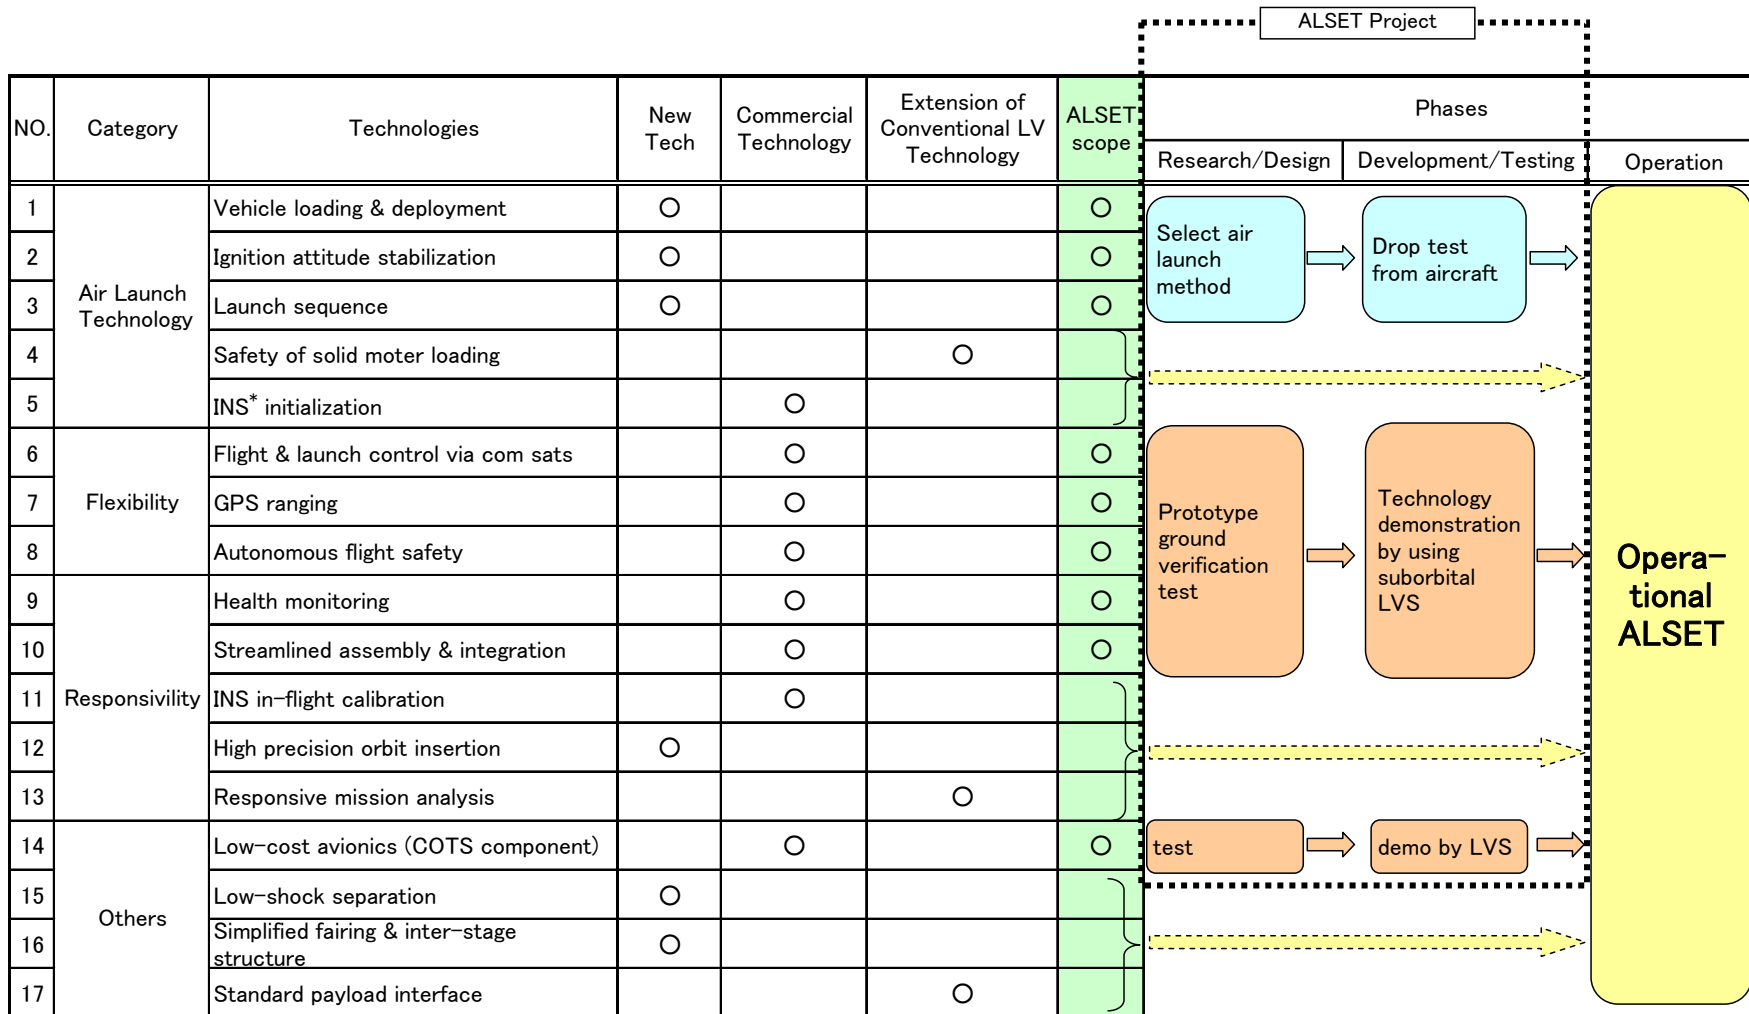 ALSET Project
NO.
Category
Technologies
New
Tech
Commercial
Technology
Extension of
Conventional LV
Technology
ALSET
scope
Phases
Research/Design
Development/Testing
Operation
1
Vehicle loading & deployment
○
○
2
Ignition attitude stabilization
○
○
Air Launch
Technology
3
Launch sequence
○
○
4
Safety of solid moter loading
○
5
INS* initialization
○
Select air
launch
method
Drop test
from aircraft
6
Flight & launch control via com sats
○
○
Flexibility
7
GPS ranging
○
○
8
Autonomous flight safety
○
○
9
Health monitoring
○
○
10
Streamlined assembly & integration
○
○
Responsivility
11
INS in-flight calibration
○
12
High precision orbit insertion
○
13
Responsive mission analysis
○
Prototype
ground
verification
test
Technology
demonstration
by using
suborbital
LVS
Opera-
tional
ALSET
14
Low-cost avionics (COTS component)
○
○
test
demo by LVS
Others
15
Low-shock separation
○
16
Simplified fairing & inter-stage
structure
○
17
Standard payload interface
○